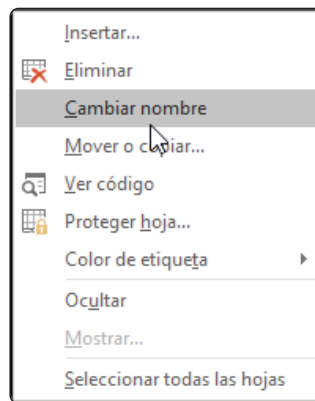 Insertar...
Eliminar
Cambiar nombre
Mover o copiar...
Ver código
Proteger hoja...
Color de etiqueta
Ocultar
Mostrar...
Seleccionar todas las hojas